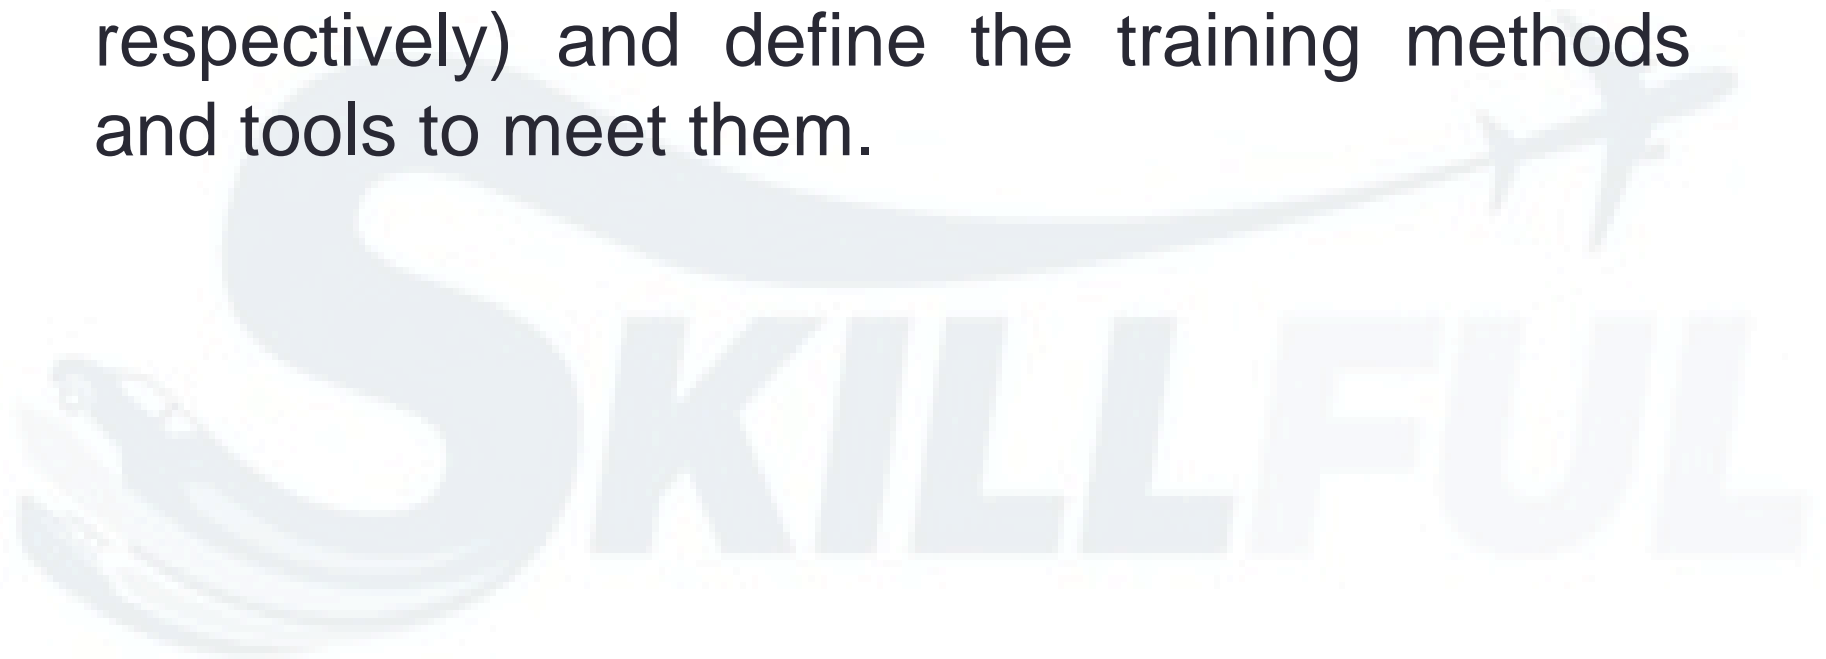 respectively) and define the training methods
and tools to meet them.
SKILLFUL